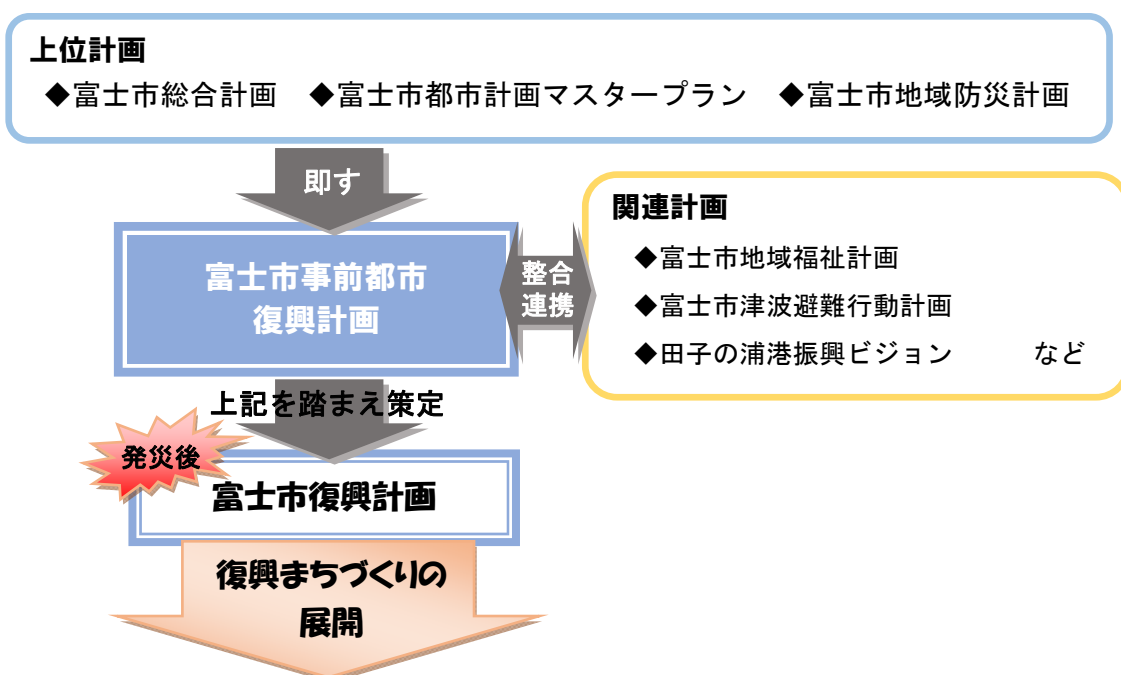 上位計画
◆富士市総合計画 ◆富士市都市計画マスタープラン ◆富士市地域防災計画
即す
富士市事前都市
復興計画
整合
連携
関連計画
◆富士市地域福祉計画
◆富士市津波避難行動計画
◆田子の浦港振興ビジョン など
上記を踏まえ策定
発災後
富士市復興計画
復興まちづくりの
展開